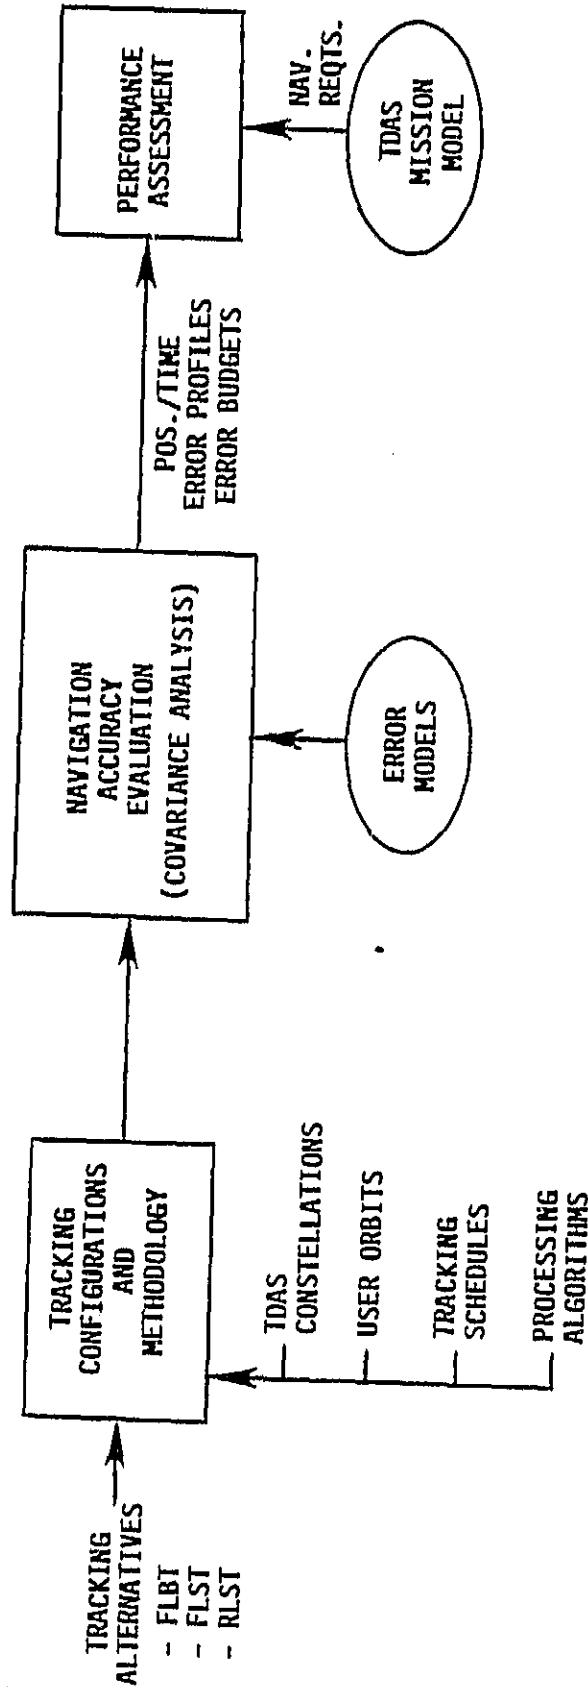 TRACKING
ALTERNATIVES
- FLBT
- FLST
- RLST
TRACKING
CONFIGURATIONS
AND
METHODOLOGY
TDAS
CONSTELLATIONS
USER ORBITS
TRACKING
SCHEDULES
PROCESSING
ALGORITHMS
NAVIGATION
ACCURACY
EVALUATION
(COVARIANCE ANALYSIS)
ERROR
MODELS
POS./TIME
ERROR PROFILES
ERROR BUDGETS
PERFORMANCE
ASSESSMENT
NAV.
REQTS.
TDAS
MISSION
MODEL